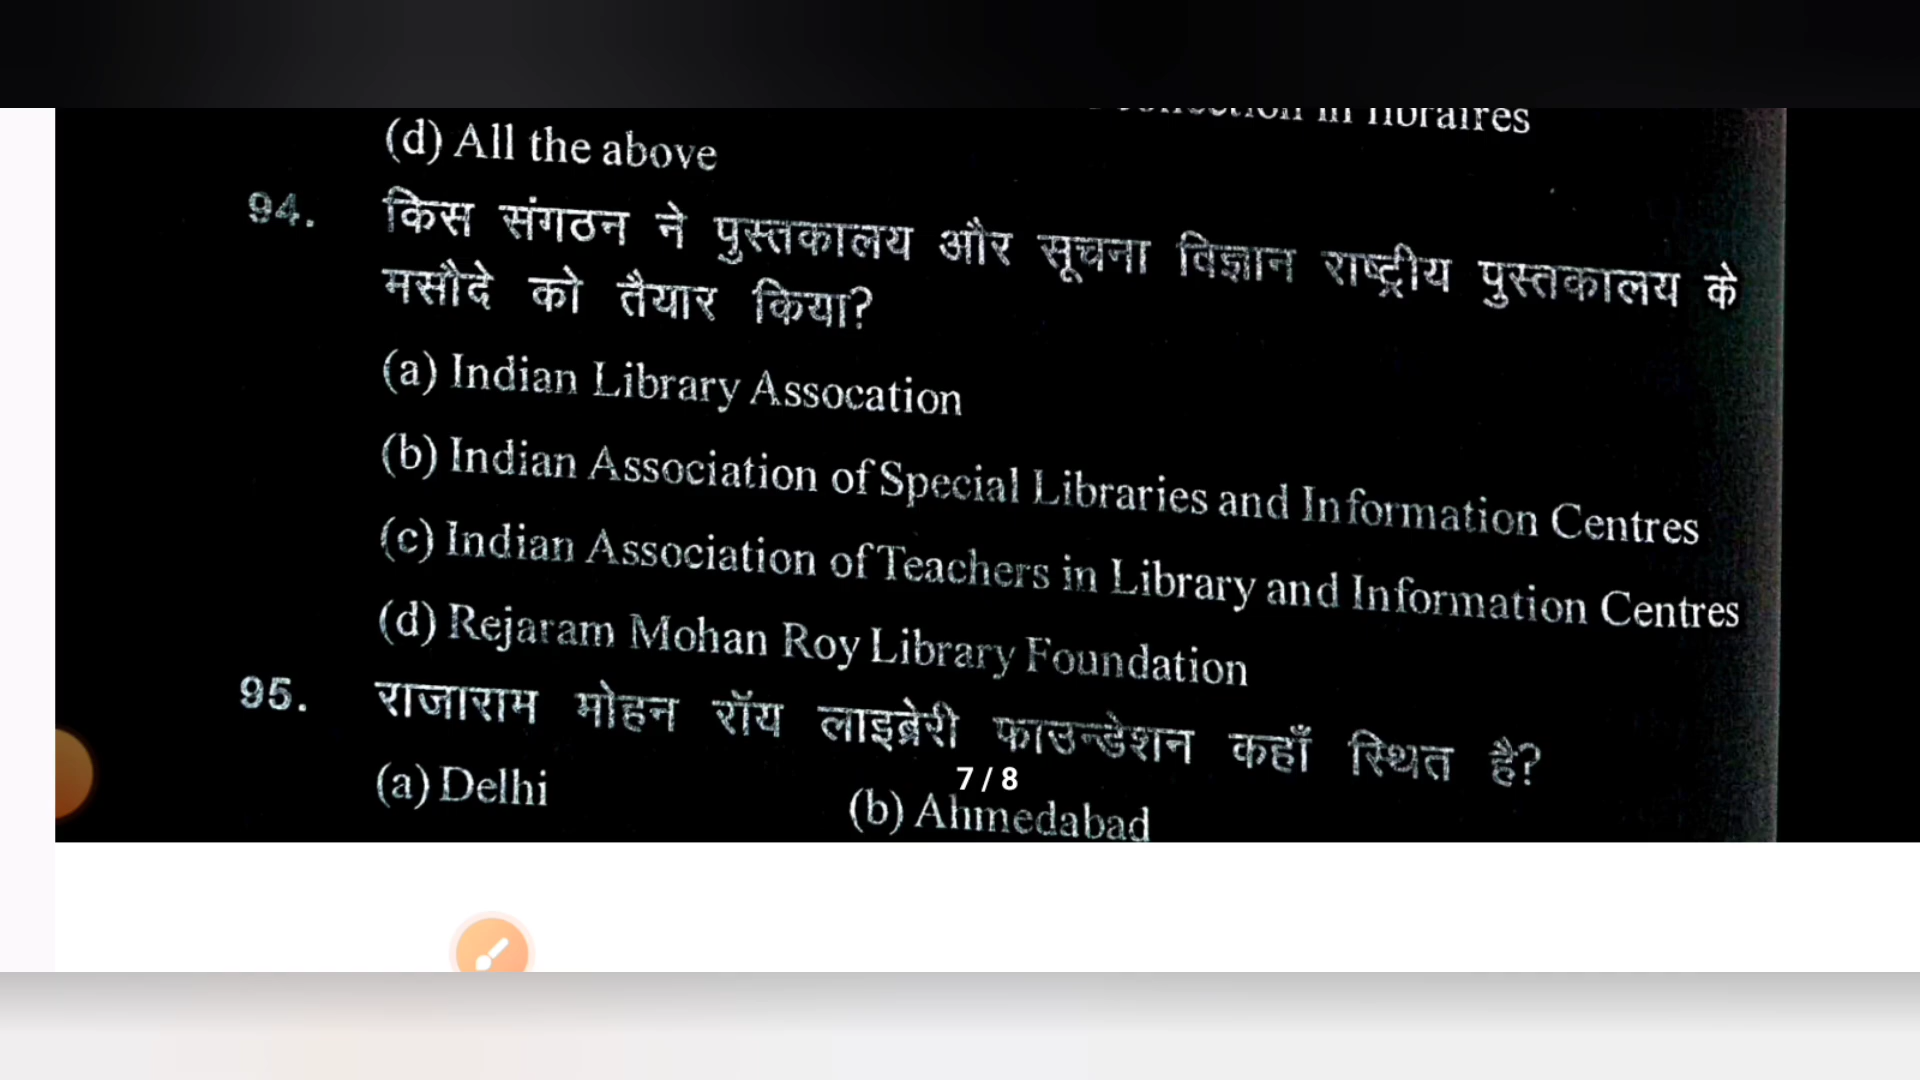 in libraires
(d) All the above
94. किस संगठन ने पुस्तकालय और सूचना विज्ञान राष्ट्रीय पुस्तकालय के
मसौदे को तैयार किया?
(a) Indian Library Assocation
(b) Indian Association of Special Libraries and Information Centres
(c) Indian Association of Teachers in Library and Information Centres
(d) Rejaram Mohan Roy Library Foundation
95. राजाराम मोहन रॉय लाइब्रेरी फाउन्डेशन कहाँ स्थित है?
7 / 8
(a) Delhi (b) Ahmedabad